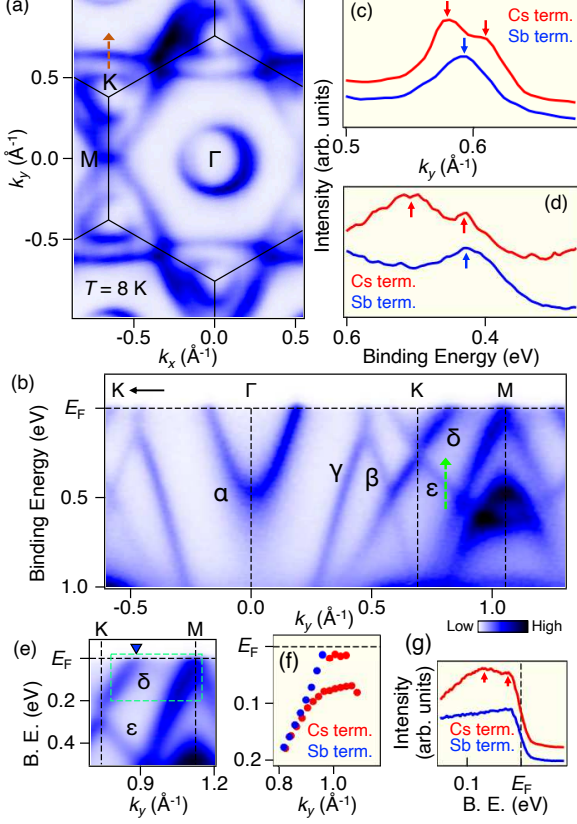 (a)
K
M
Γ
T = 8 K
0.5
0.0
-0.5
ky (Å-1)
-0.5
0.0
0.5
kx (Å-1)
(c)
Cs term.
Sb term.
0.5
0.6
ky (Å-1)
Intensity (arb. units)
(d)
Cs term.
Sb term.
0.6
0.4
Binding Energy (eV)
(b)
K
Γ
K
M
EF
0.5
1.0
Binding Energy (eV)
α
γ
β
δ
ε
-0.5
0.0
0.5
1.0
ky (Å-1)
Low
High
(e)
K
M
EF
0.2
0.4
B. E. (eV)
δ
ε
0.9
1.2
ky (Å-1)
(f)
EF
0.1
0.2
Cs term.
Sb term.
0.8
1.0
ky (Å-1)
(g)
Intensity
(arb. units)
Cs term.
Sb term.
0.1
EF
B. E. (eV)